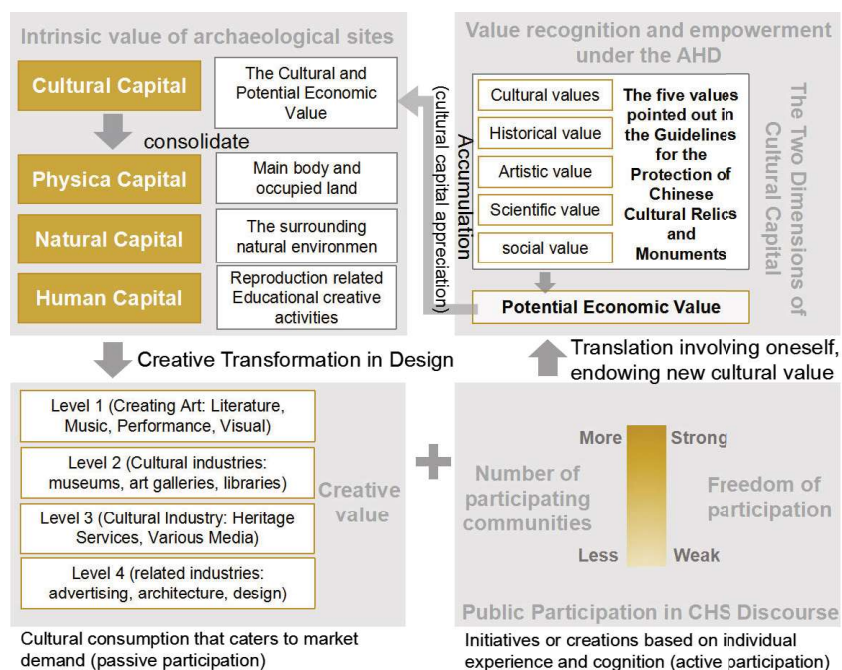 Intrinsic value of archaeological sites
Cultural Capital
The Cultural and
Potential Economic
Value
consolidate
Physica Capital
Main body and
occupied land
Natural Capital
The surrounding
natural environmen
Human Capital
Reproduction related
Educational creative
activities
Accumulation
(cultural capital appreciation)
Value recognition and empowerment
under the AHD
Cultural values
Historical value
Artistic value
Scientific value
social value
The five values
pointed out in
the Guidelines
for the
Protection of
Chinese
Cultural Relics
and
Monuments
The Two Dimensions of
Cultural Capital
Potential Economic Value
Creative Transformation in Design
Translation involving oneself,
endowing new cultural value
Level 1 (Creating Art: Literature,
Music, Performance, Visual)
Level 2 (Cultural industries:
museums, art galleries, libraries)
Level 3 (Cultural Industry: Heritage
Services, Various Media)
Level 4 (related industries:
advertising, architecture, design)
Creative
value
Number of
participating
communities
More
Strong
Less
Weak
Freedom of
participation
Public Participation in CHS Discourse
Cultural consumption that caters to market
demand (passive participation)
Initiatives or creations based on individual
experience and cognition (active participation)